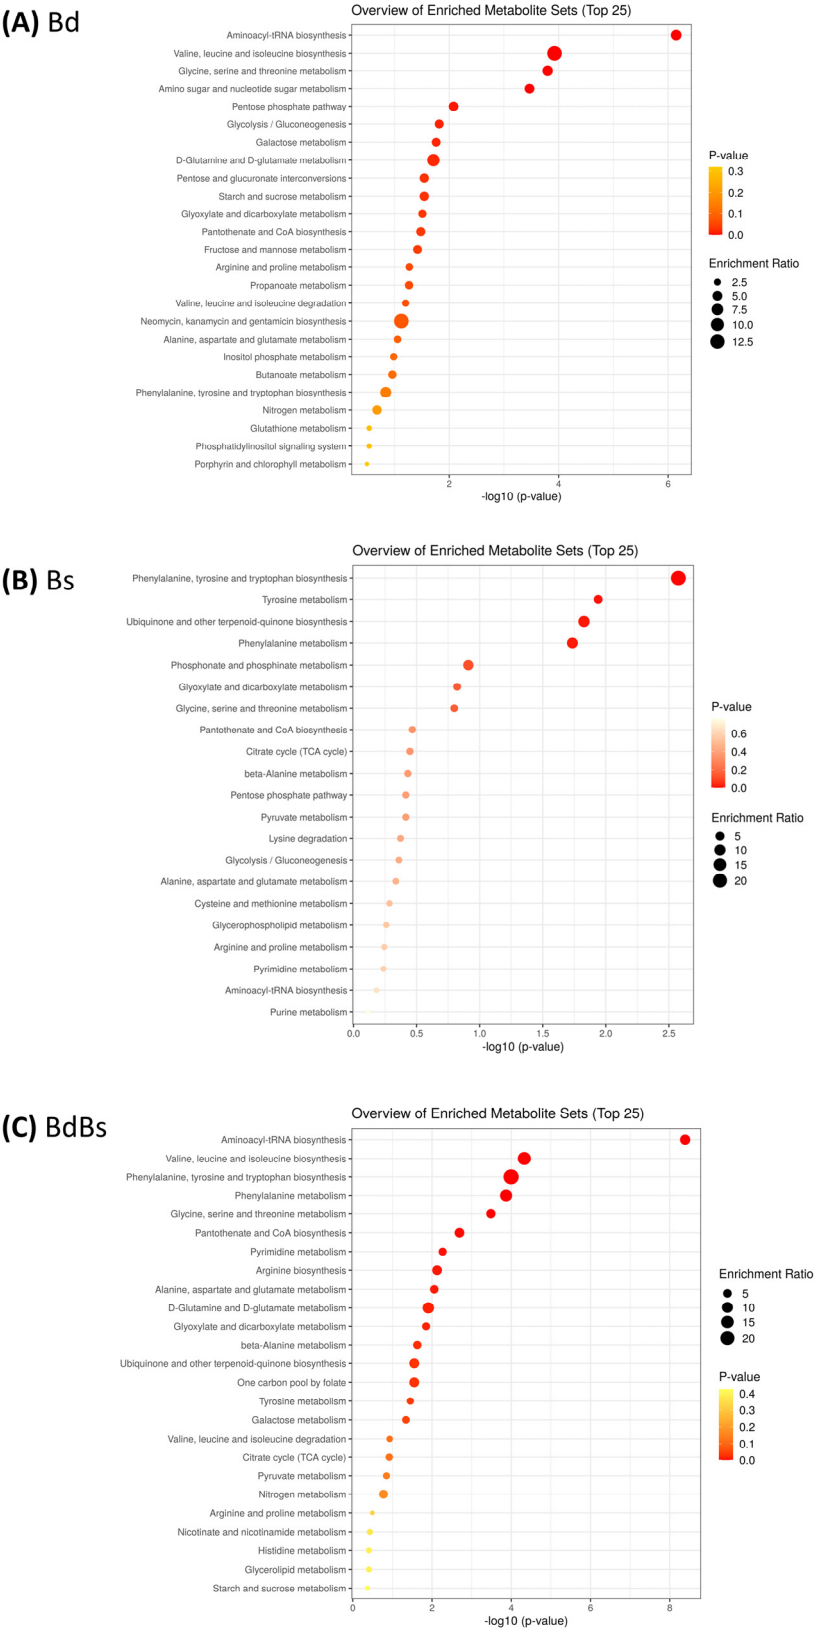 (A) Bd
Overview of Enriched Metabolite Sets (Top 25)
Aminoacyl-tRNA biosynthesis
Valine, leucine and isoleucine biosynthesis
Glycine, serine and threonine metabolism
Amino sugar and nucleotide sugar metabolism
Pentose phosphate pathway
Glycolysis / Gluconeogenesis
Galactose metabolism
D-Glutamine and D-glutamate metabolism
Pentose and glucuronate interconversions
Starch and sucrose metabolism
Glyoxylate and dicarboxylate metabolism
Pantothenate and CoA biosynthesis
Fructose and mannose metabolism
Arginine and proline metabolism
Propanoate metabolism
Valine, leucine and isoleucine degradation
Neomycin, kanamycin and gentamicin biosynthesis
Alanine, aspartate and glutamate metabolism
Inositol phosphate metabolism
Butanoate metabolism
Phenylalanine, tyrosine and tryptophan biosynthesis
Nitrogen metabolism
Glutathione metabolism
Phosphatidylinositol signaling system
Porphyrin and chlorophyll metabolism
2 4 6
-log10 (p-value)
P-value
0.3
0.2
0.1
0.0
Enrichment Ratio
2.5
5.0
7.5
10.0
12.5
(B) Bs
Overview of Enriched Metabolite Sets (Top 25)
Phenylalanine, tyrosine and tryptophan biosynthesis
Tyrosine metabolism
Ubiquinone and other terpenoid-quinone biosynthesis
Phenylalanine metabolism
Phosphonate and phosphinate metabolism
Glyoxylate and dicarboxylate metabolism
Glycine, serine and threonine metabolism
Pantothenate and CoA biosynthesis
Citrate cycle (TCA cycle)
beta-Alanine metabolism
Pentose phosphate pathway
Pyruvate metabolism
Lysine degradation
Glycolysis / Gluconeogenesis
Alanine, aspartate and glutamate metabolism
Cysteine and methionine metabolism
Glycerophospholipid metabolism
Arginine and proline metabolism
Pyrimidine metabolism
Aminoacyl-tRNA biosynthesis
Purine metabolism
0.0 0.5 1.0 1.5 2.0 2.5
-log10 (p-value)
P-value
0.6
0.4
0.2
0.0
Enrichment Ratio
5
10
15
20
(C) BdBs
Overview of Enriched Metabolite Sets (Top 25)
Aminoacyl-tRNA biosynthesis
Valine, leucine and isoleucine biosynthesis
Phenylalanine, tyrosine and tryptophan biosynthesis
Phenylalanine metabolism
Glycine, serine and threonine metabolism
Pantothenate and CoA biosynthesis
Pyrimidine metabolism
Arginine biosynthesis
Alanine, aspartate and glutamate metabolism
D-Glutamine and D-glutamate metabolism
Glyoxylate and dicarboxylate metabolism
beta-Alanine metabolism
Ubiquinone and other terpenoid-quinone biosynthesis
One carbon pool by folate
Tyrosine metabolism
Galactose metabolism
Valine, leucine and isoleucine degradation
Citrate cycle (TCA cycle)
Pyruvate metabolism
Nitrogen metabolism
Arginine and proline metabolism
Nicotinate and nicotinamide metabolism
Histidine metabolism
Glycerolipid metabolism
Starch and sucrose metabolism
0 2 4 6 8
-log10 (p-value)
Enrichment Ratio
5
10
15
20
P-value
0.4
0.3
0.2
0.1
0.0